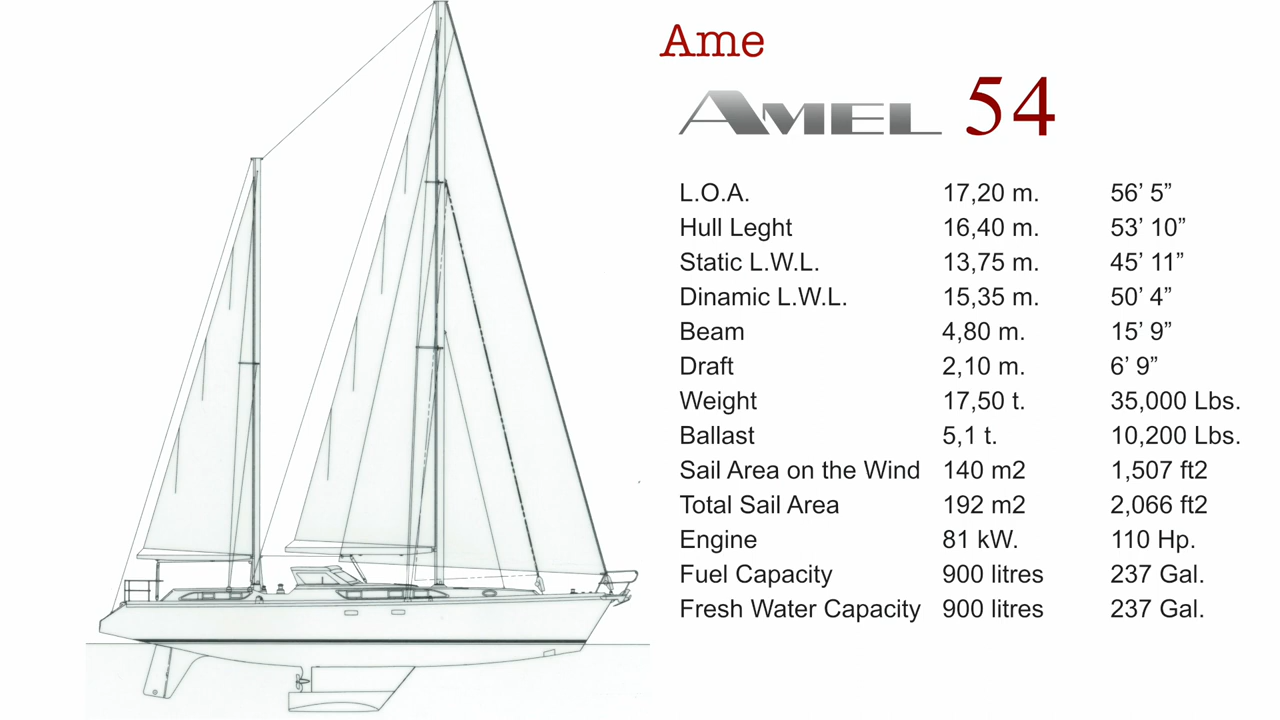 Ame
AMEL 54
L.O.A. 17,20 m. 56’ 5”
Hull Leght 16,40 m. 53’ 10”
Static L.W.L. 13,75 m. 45’ 11”
Dinamic L.W.L. 15,35 m. 50’ 4”
Beam 4,80 m. 15’ 9”
Draft 2,10 m. 6’ 9”
Weight 17,50 t. 35,000 Lbs.
Ballast 5,1 t. 10,200 Lbs.
Sail Area on the Wind 140 m2 1,507 ft2
Total Sail Area 192 m2 2,066 ft2
Engine 81 kW. 110 Hp.
Fuel Capacity 900 litres 237 Gal.
Fresh Water Capacity 900 litres 237 Gal.